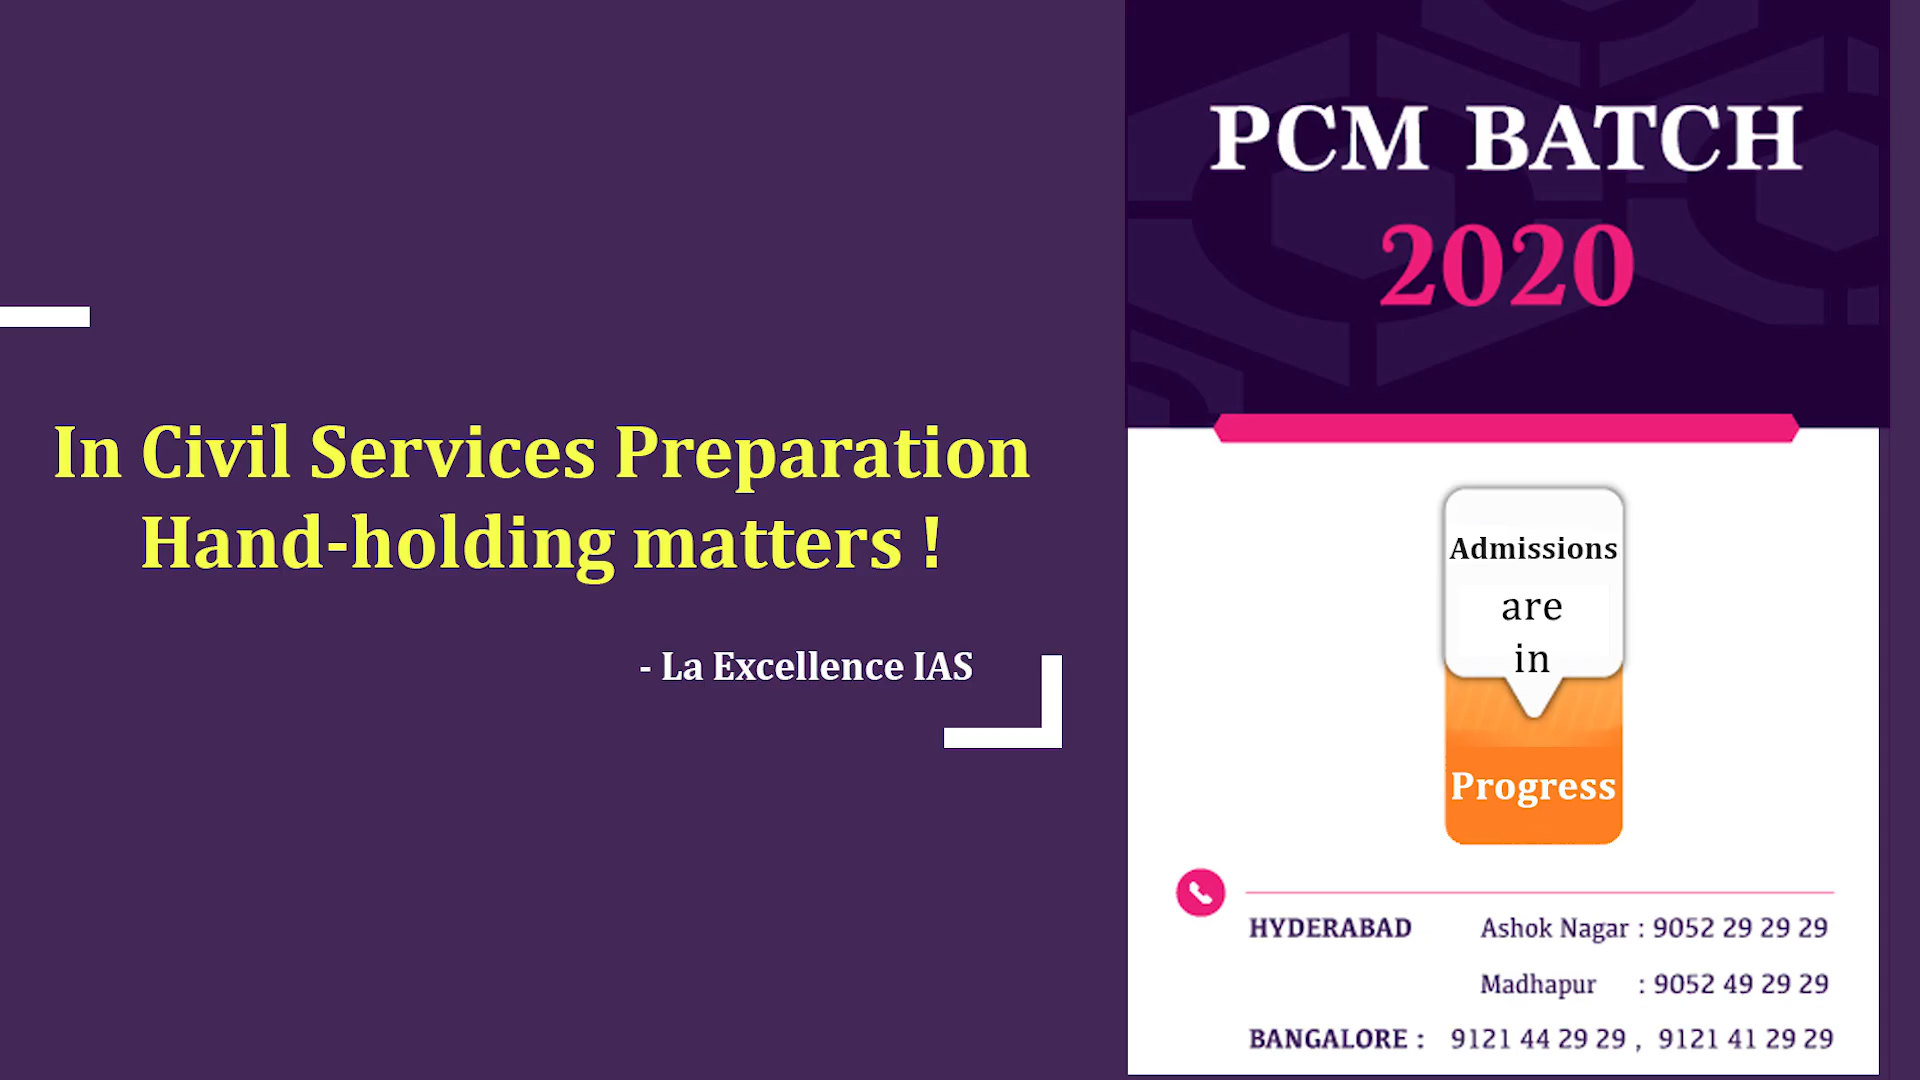 In Civil Services Preparation
Hand-holding matters !
- La Excellence IAS
PCM BATCH
2020
Admissions
are
in
Progress
HYDERABAD Ashok Nagar : 9052 29 29 29
Madhapur : 9052 49 29 29
BANGALORE : 9121 44 29 29 , 9121 41 29 29